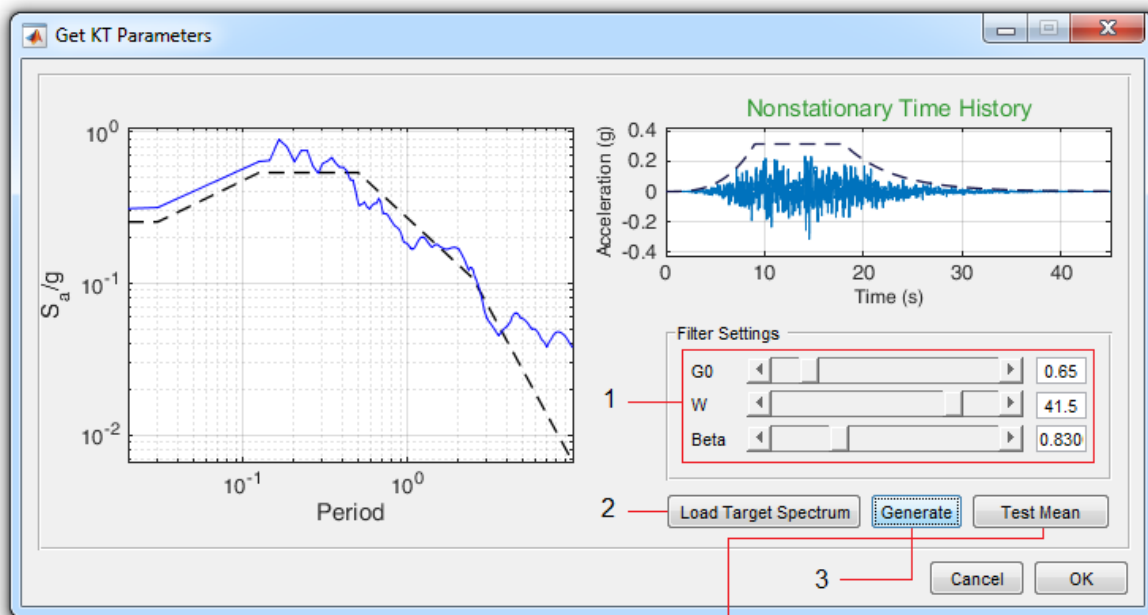 Get KT Parameters
Nonstationary Time History
10^0
10^-1
10^-2
S_a/g
10^-1
10^0
Period
0.4
0.2
0
-0.2
-0.4
Acceleration (g)
0 10 20 30 40
Time (s)
Filter Settings
G0 0.65
1
W 41.5
Beta 0.830
2
Load Target Spectrum Generate Test Mean
3
Cancel OK